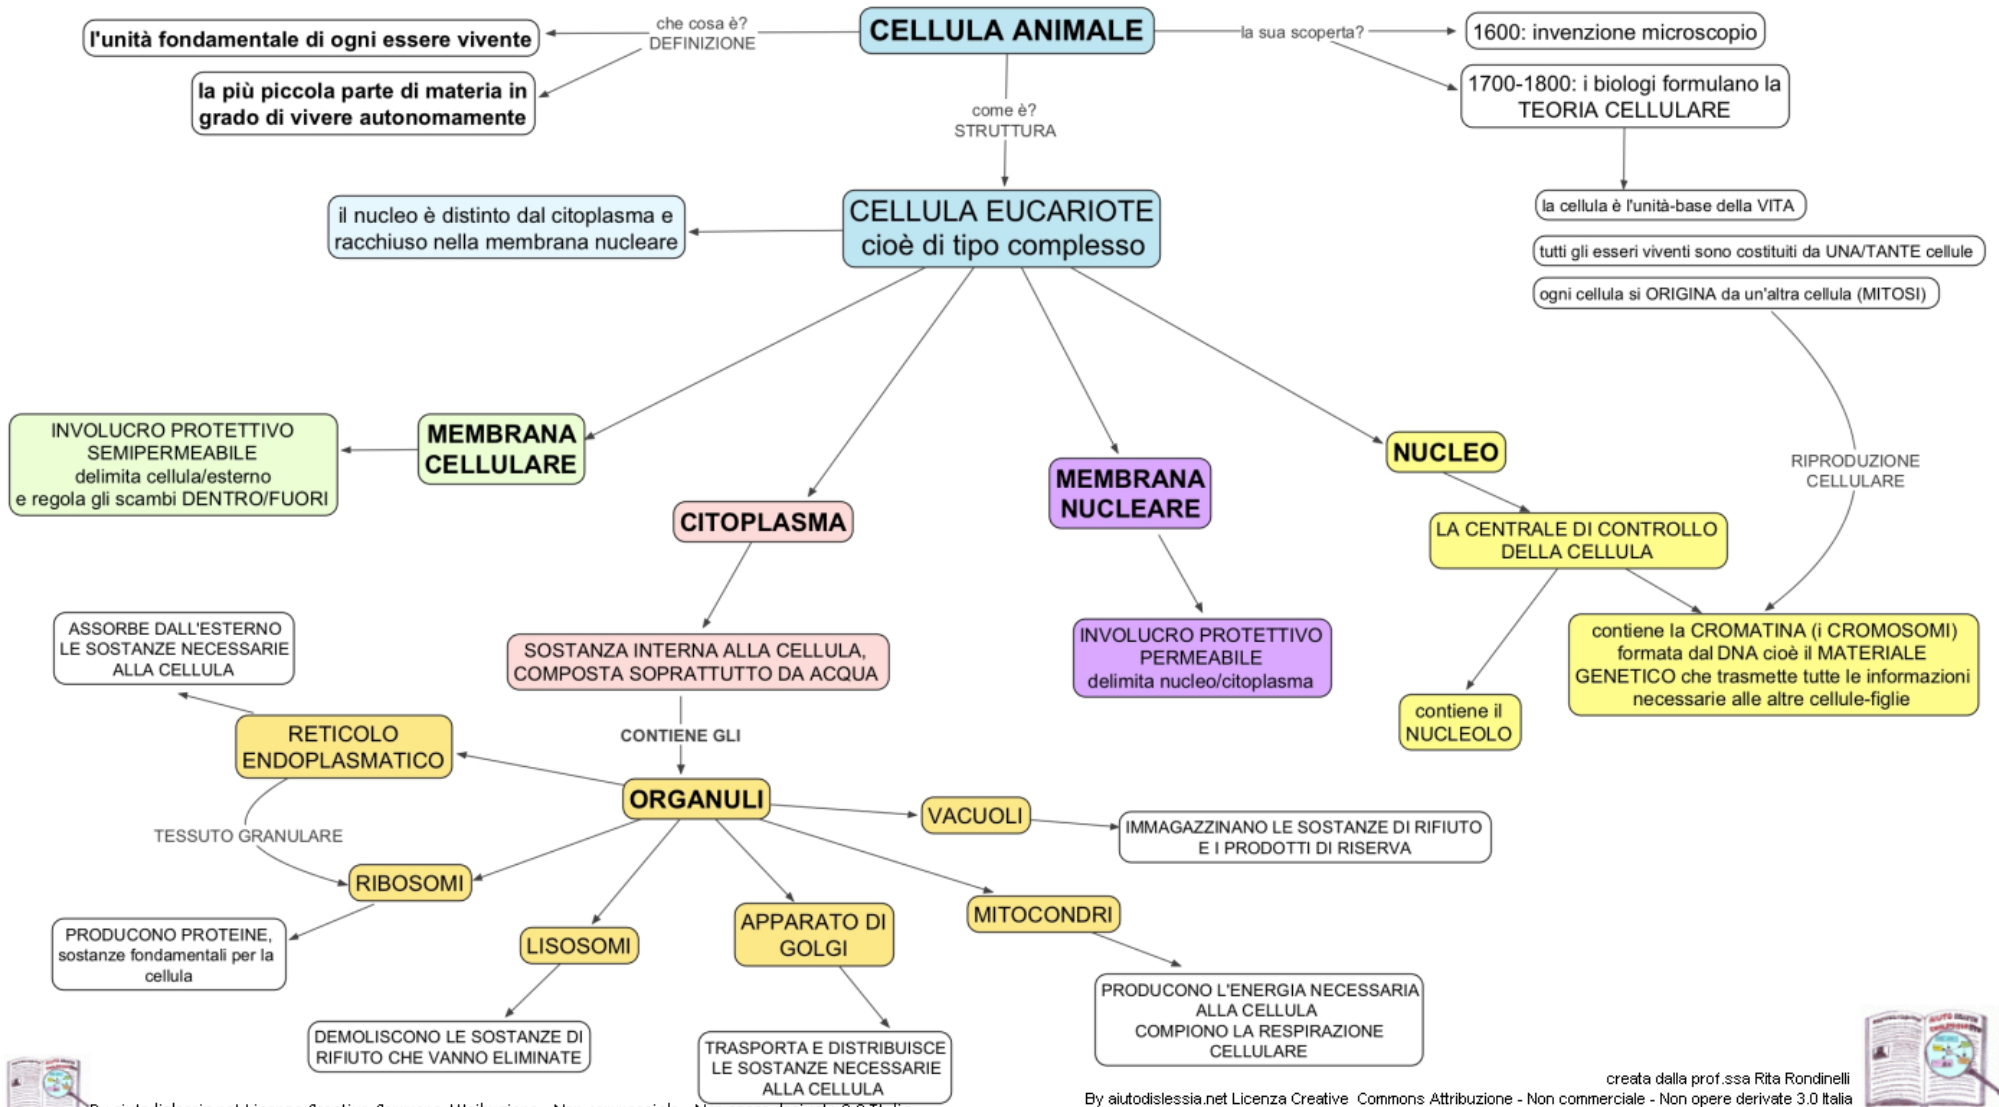 CELLULA ANIMALE
che cosa è?
DEFINIZIONE
l'unità fondamentale di ogni essere vivente
la più piccola parte di materia in
grado di vivere autonomamente
la sua scoperta?
1600: invenzione microscopio
1700-1800: i biologi formulano la
TEORIA CELLULARE
la cellula è l'unità-base della VITA
tutti gli esseri viventi sono costituiti da UNA/TANTE cellule
ogni cellula si ORIGINA da un'altra cellula (MITOSI)
RIPRODUZIONE
CELLULARE
come è?
STRUTTURA
CELLULA EUCARIOTE
cioè di tipo complesso
il nucleo è distinto dal citoplasma e
racchiuso nella membrana nucleare
MEMBRANA
CELLULARE
INVOLUCRO PROTETTIVO
SEMIPERMEABILE
delimita cellula/esterno
e regola gli scambi DENTRO/FUORI
CITOPLASMA
SOSTANZA INTERNA ALLA CELLULA,
COMPOSTA SOPRATTUTTO DA ACQUA
MEMBRANA
NUCLEARE
INVOLUCRO PROTETTIVO
PERMEABILE
delimita nucleo/citoplasma
NUCLEO
LA CENTRALE DI CONTROLLO
DELLA CELLULA
contiene il
NUCLEOLO
contiene la CROMATINA (i CROMOSOMI)
formata dal DNA cioè il MATERIALE
GENETICO che trasmette tutte le informazioni
necessarie alle altre cellule-figlie
CONTIENE GLI
ORGANULI
RETICOLO
ENDOPLASMATICO
ASSORBE DALL'ESTERNO
LE SOSTANZE NECESSARIE
ALLA CELLULA
TESSUTO GRANULARE
RIBOSOMI
PRODUCONO PROTEINE,
sostanze fondamentali per la
cellula
LISOSOMI
DEMOLISCONO LE SOSTANZE DI
RIFIUTO CHE VANNO ELIMINATE
APPARATO DI
GOLGI
TRASPORTA E DISTRIBUISCE
LE SOSTANZE NECESSARIE
ALLA CELLULA
MITOCONDRI
PRODUCONO L'ENERGIA NECESSARIA
ALLA CELLULA
COMPIONO LA RESPIRAZIONE
CELLULARE
VACUOLI
IMMAGAZZINANO LE SOSTANZE DI RIFIUTO
E I PRODOTTI DI RISERVA
creata dalla prof.ssa Rita Rondinelli
By aiutodislessia.net Licenza Creative Commons Attribuzione - Non commerciale - Non opere derivate 3.0 Italia